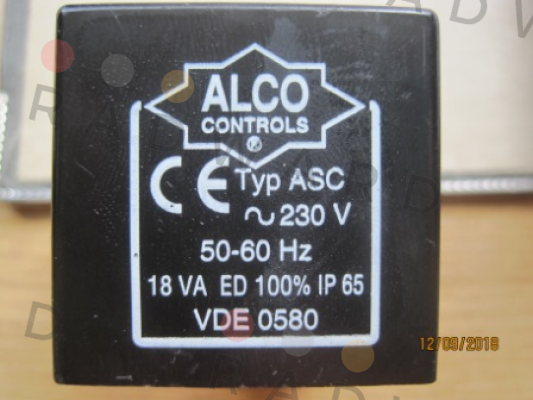 ALCO
CONTROLS
®
CE Typ ASC
~ 230 V
50-60 Hz
18 VA ED 100% IP 65
VDE 0580
12/09/2018